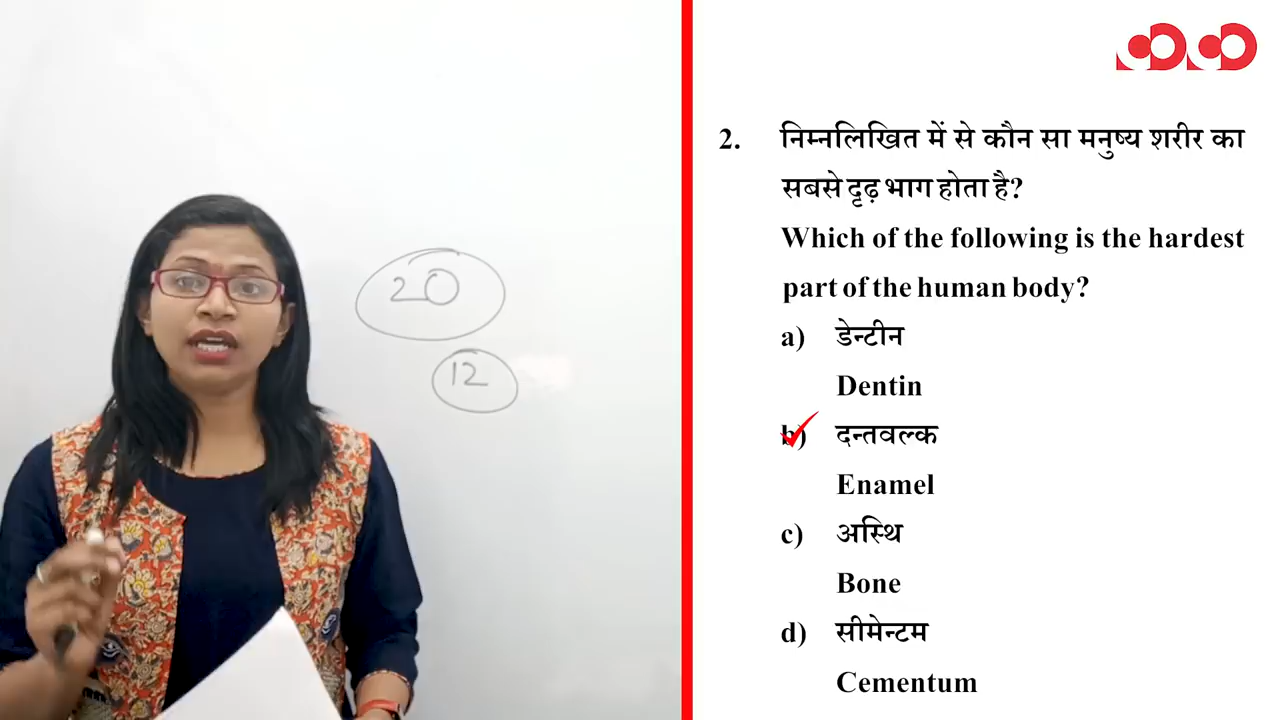 20
12
2. निम्नलिखित में से कौन सा मनुष्य शरीर का
सबसे दृढ़ भाग होता है?
Which of the following is the hardest
part of the human body?
a) डेन्टीन
Dentin
b) दन्तवल्क
Enamel
c) अस्थि
Bone
d) सीमेन्टम
Cementum